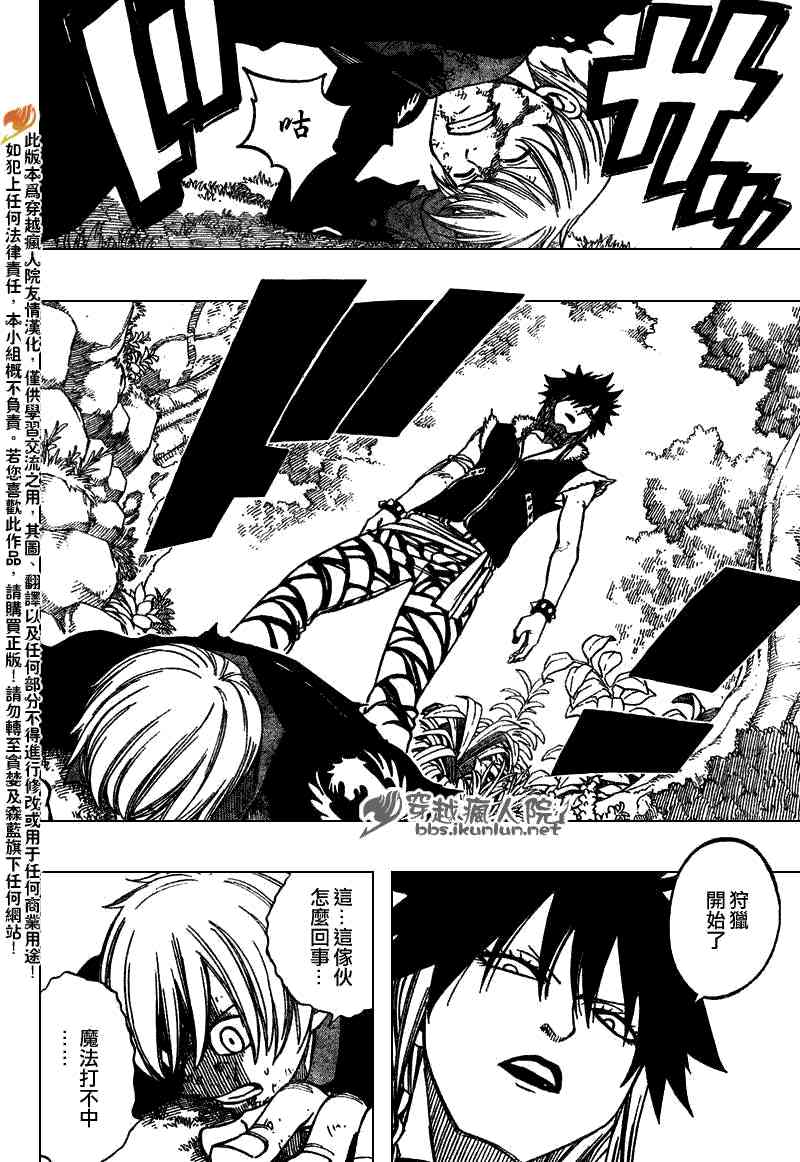 咕
狩獵
開始了
這…這傢伙
怎麼回事…
魔法打不中
……
穿越瘋人院
bbs.ikunlun.net
此版本爲穿越瘋人院友情漢化，僅供學習交流之用，其圖、翻譯以及任何部分不得進行修改或用于任何商業用途！
如犯上任何法律責任，本小組概不負責。若您喜歡此作品，請購買正版！請勿轉至貪婪及森藍旗下任何網站！